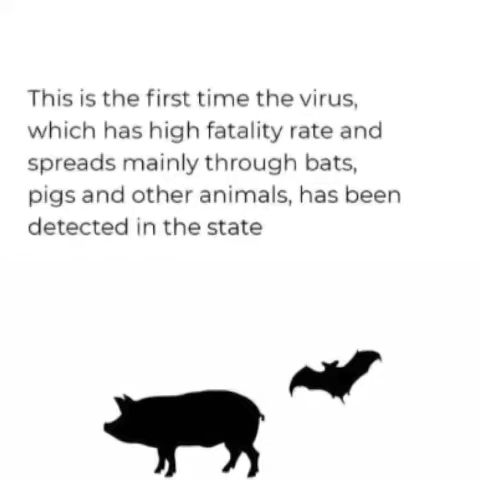 This is the first time the virus,
which has high fatality rate and
spreads mainly through bats,
pigs and other animals, has been
detected in the state